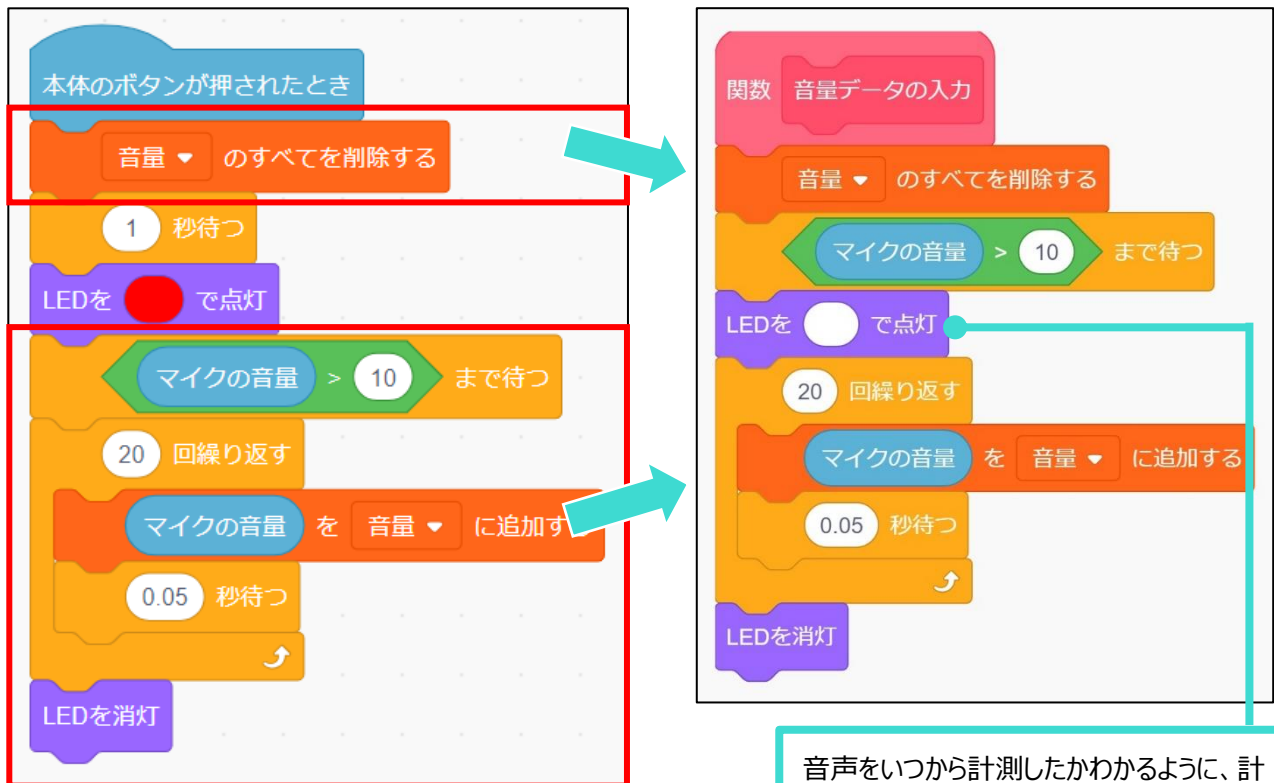 本体のボタンが押されたとき
音量 のすべてを削除する
1 秒待つ
LEDを で点灯
マイクの音量 > 10 まで待つ
20 回繰り返す
マイクの音量 を 音量 に追加す
0.05 秒待つ
LEDを消灯
関数 音量データの入力
音量 のすべてを削除する
マイクの音量 > 10 まで待つ
LEDを で点灯
20 回繰り返す
マイクの音量 を 音量 に追加する
0.05 秒待つ
LEDを消灯
音声をいつから計測したかわかるように、計